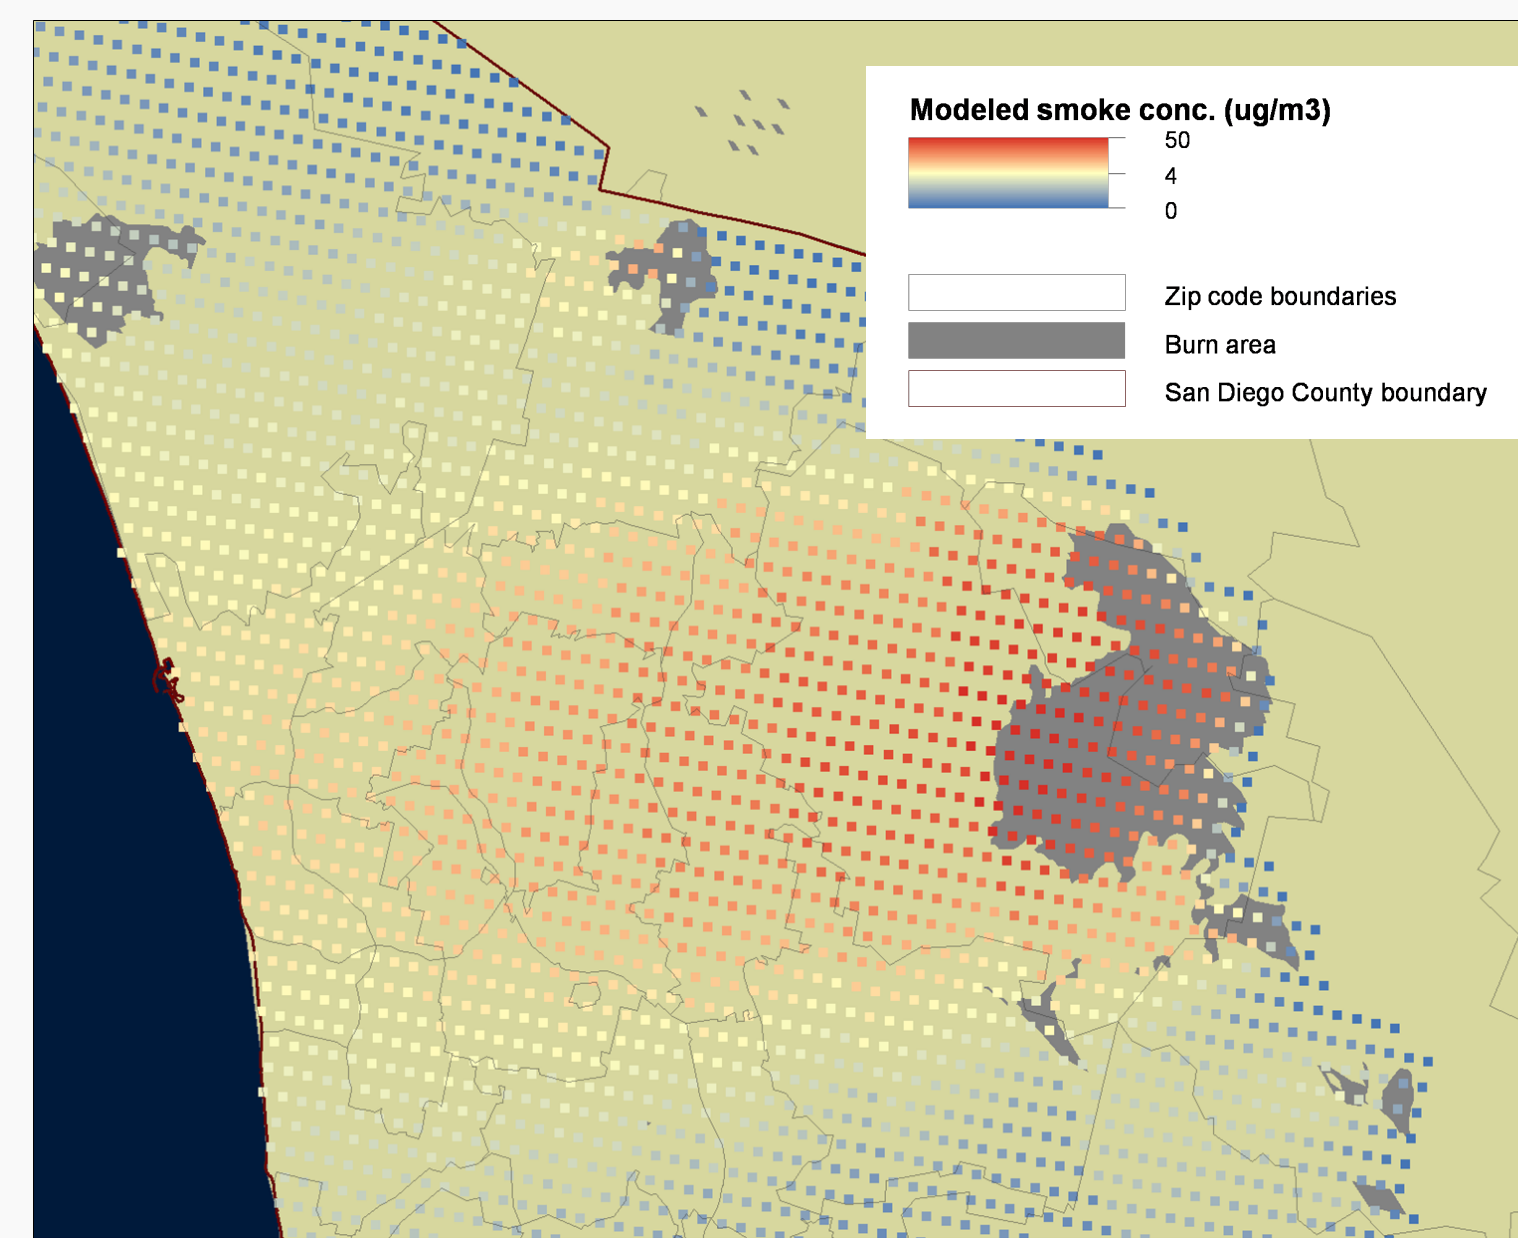 Modeled smoke conc. (ug/m3)
50
4
0
Zip code boundaries
Burn area
San Diego County boundary